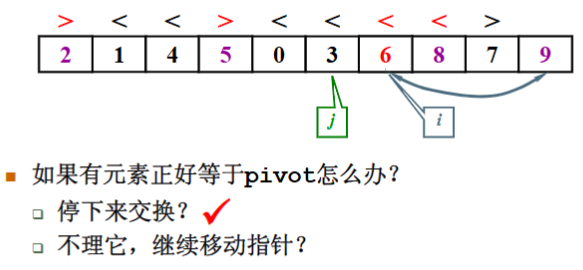 > < < > < < < < >
2 1 4 5 0 3 6 8 7 9
j i
如果有元素正好等于pivot怎么办？
停下来交换？
不理它，继续移动指针？